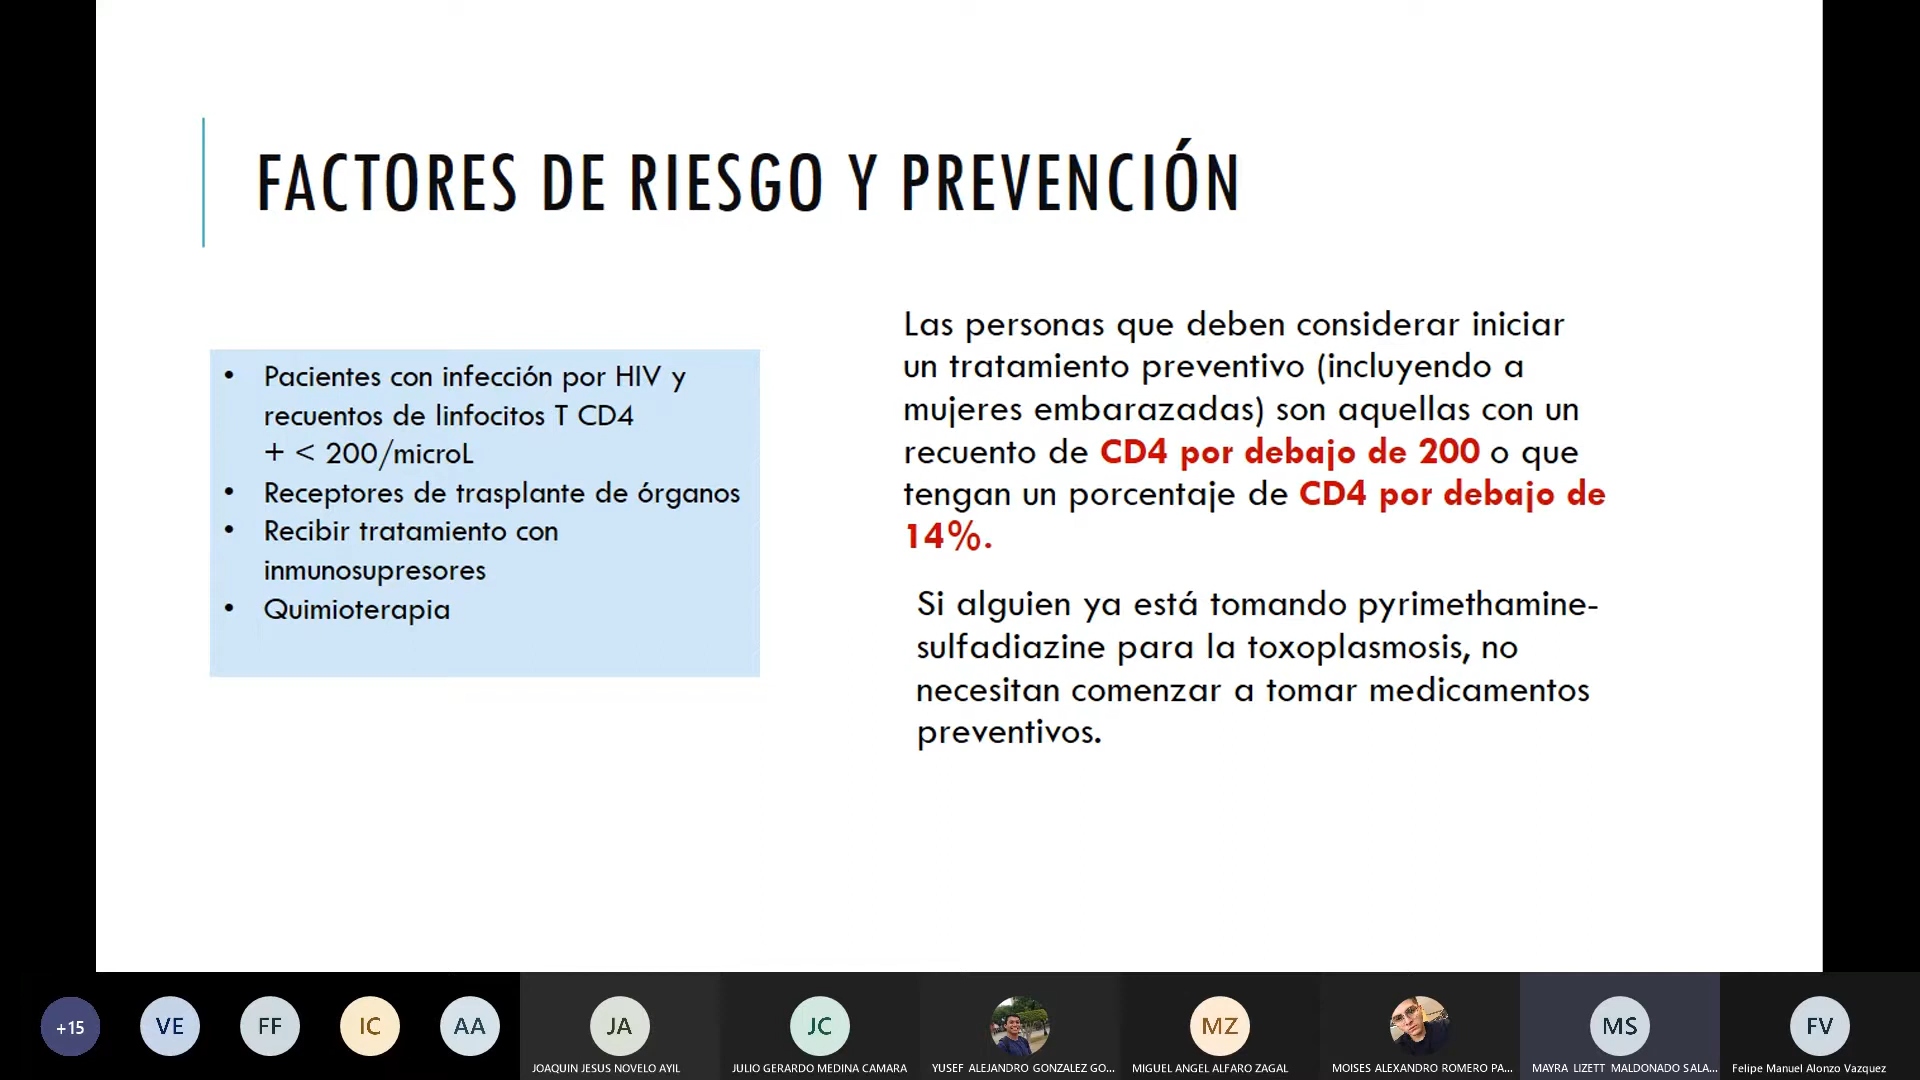 FACTORES DE RIESGO Y PREVENCIÓN
• Pacientes con infección por HIV y
recuentos de linfocitos T CD4
+ < 200/microL
• Receptores de trasplante de órganos
• Recibir tratamiento con
inmunosupresores
• Quimioterapia
Las personas que deben considerar iniciar
un tratamiento preventivo (incluyendo a
mujeres embarazadas) son aquellas con un
recuento de CD4 por debajo de 200 o que
tengan un porcentaje de CD4 por debajo de
14%.
Si alguien ya está tomando pyrimethamine-
sulfadiazine para la toxoplasmosis, no
necesitan comenzar a tomar medicamentos
preventivos.
+15
VE
FF
IC
AA
JA
JC
MZ
MS
FV
JOAQUIN JESUS NOVELO AYIL
JULIO GERARDO MEDINA CAMARA
YUSEF ALEJANDRO GONZALEZ GO...
MIGUEL ANGEL ALFARO ZAGAL
MOISES ALEXANDRO ROMERO PA...
MAYRA LIZETT MALDONADO SALA...
Felipe Manuel Alonzo Vazquez